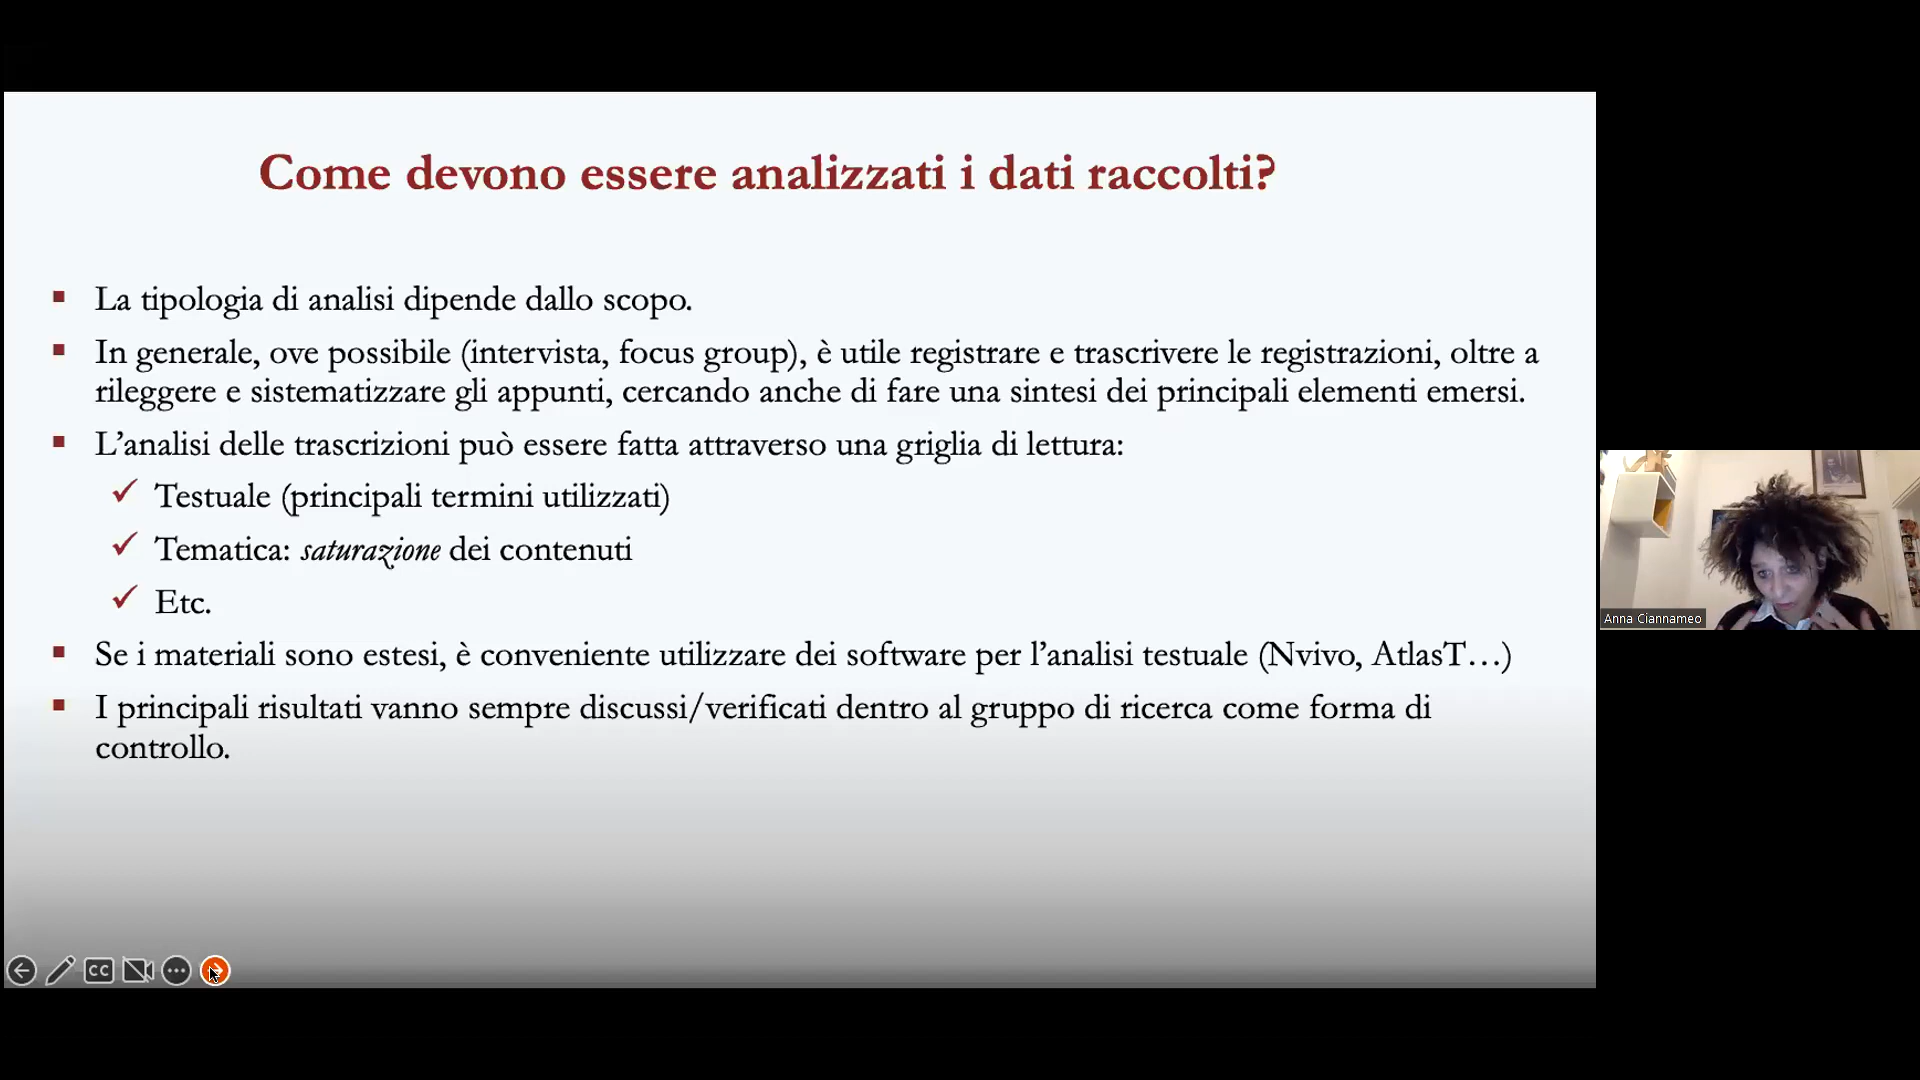 Come devono essere analizzati i dati raccolti?
La tipologia di analisi dipende dallo scopo.
In generale, ove possibile (intervista, focus group), è utile registrare e trascrivere le registrazioni, oltre a
rileggere e sistematizzare gli appunti, cercando anche di fare una sintesi dei principali elementi emersi.
L’analisi delle trascrizioni può essere fatta attraverso una griglia di lettura:
Testuale (principali termini utilizzati)
Tematica: saturazione dei contenuti
Etc.
Se i materiali sono estesi, è conveniente utilizzare dei software per l’analisi testuale (Nvivo, AtlasT…)
I principali risultati vanno sempre discussi/verificati dentro al gruppo di ricerca come forma di
controllo.
CC
Anna Ciannameo